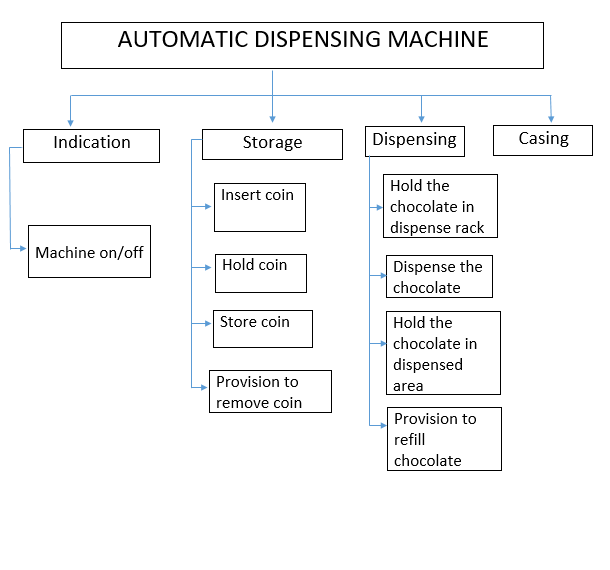 AUTOMATIC DISPENSING MACHINE
Indication
Storage
Dispensing
Casing
Machine on/off
Insert coin
Hold coin
Store coin
Provision to
remove coin
Hold the
chocolate in
dispense rack
Dispense the
chocolate
Hold the
chocolate in
dispensed
area
Provision to
refill
chocolate